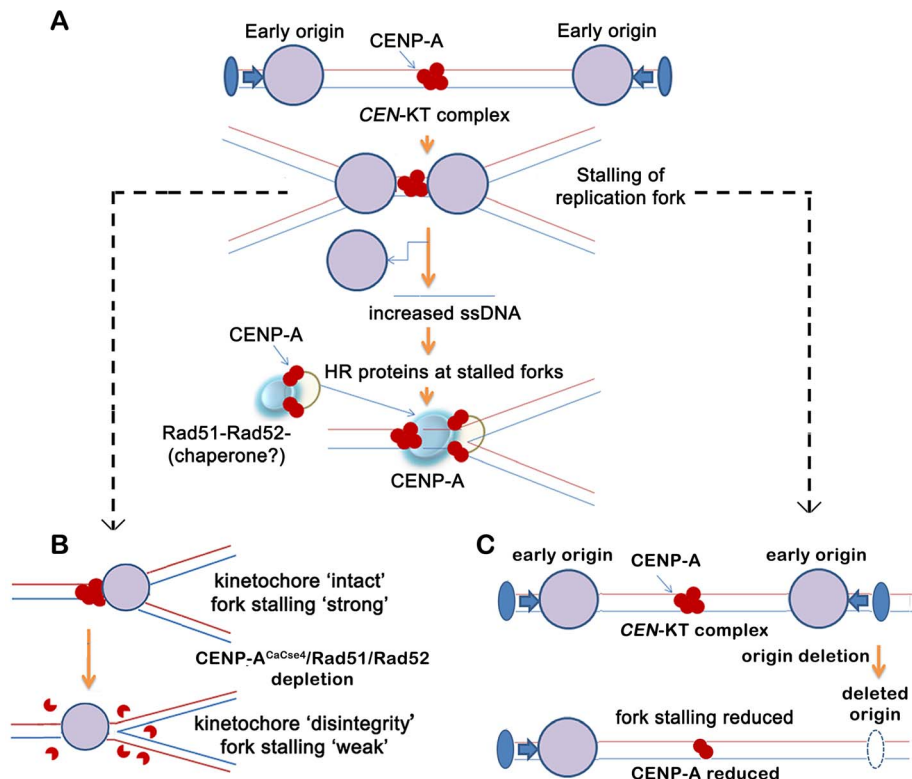 A
Early origin
CENP-A
Early origin
CEN-KT complex
Stalling of
replication fork
increased ssDNA
CENP-A
HR proteins at stalled forks
Rad51-Rad52-
(chaperone?)
CENP-A
B
kinetochore ‘intact’
fork stalling ‘strong’
CENP-A^CaCse4/Rad51/Rad52
depletion
kinetochore ‘disintegrity’
fork stalling ‘weak’
C
early origin
CENP-A
early origin
CEN-KT complex
origin deletion
deleted
origin
fork stalling reduced
CENP-A reduced